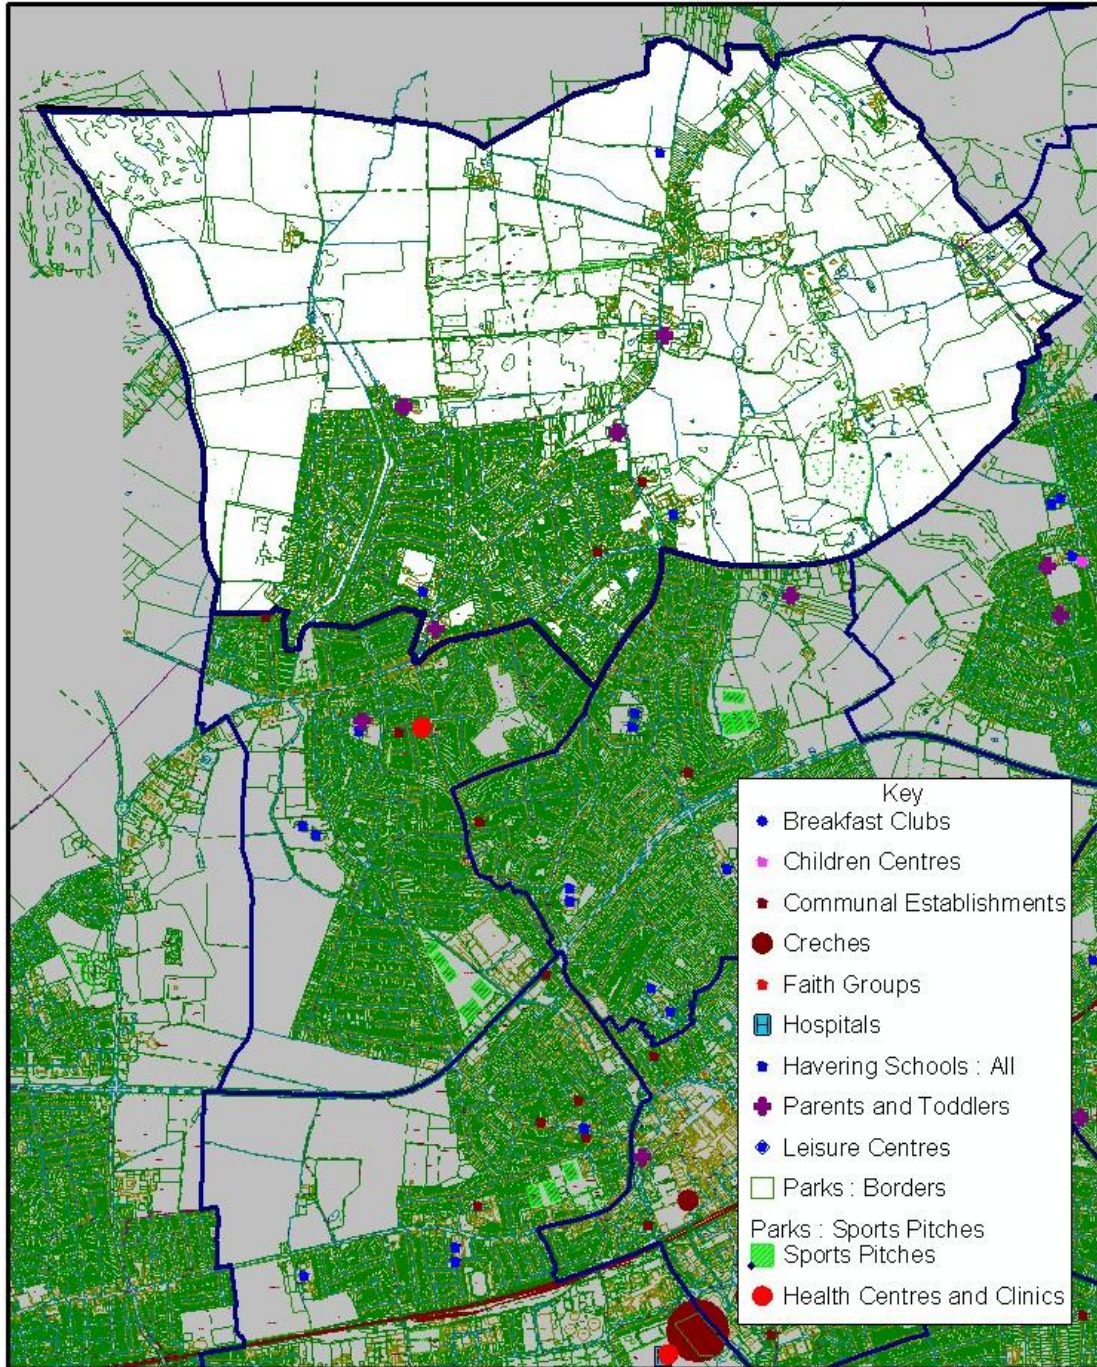 Key
Breakfast Clubs
Children Centres
Communal Establishments
Creches
Faith Groups
H Hospitals
Havering Schools : All
Parents and Toddlers
Leisure Centres
Parks : Borders
Parks : Sports Pitches
Sports Pitches
Health Centres and Clinics